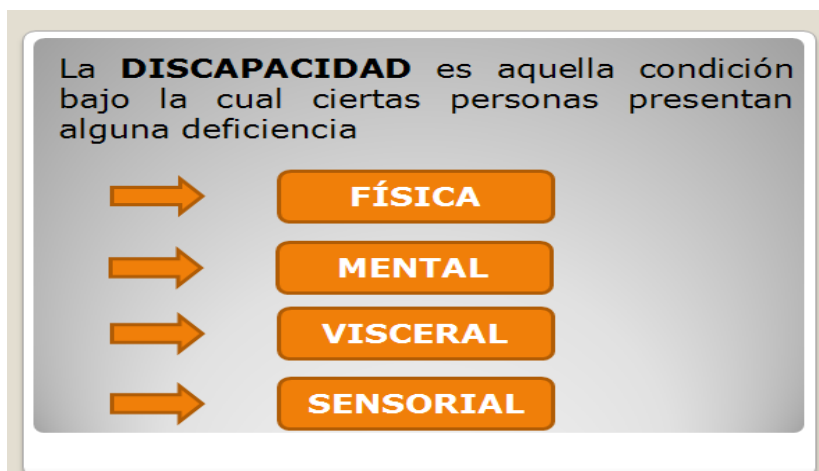 La DISCAPACIDAD es aquella condición
bajo la cual ciertas personas presentan
alguna deficiencia
FÍSICA
MENTAL
VISCERAL
SENSORIAL